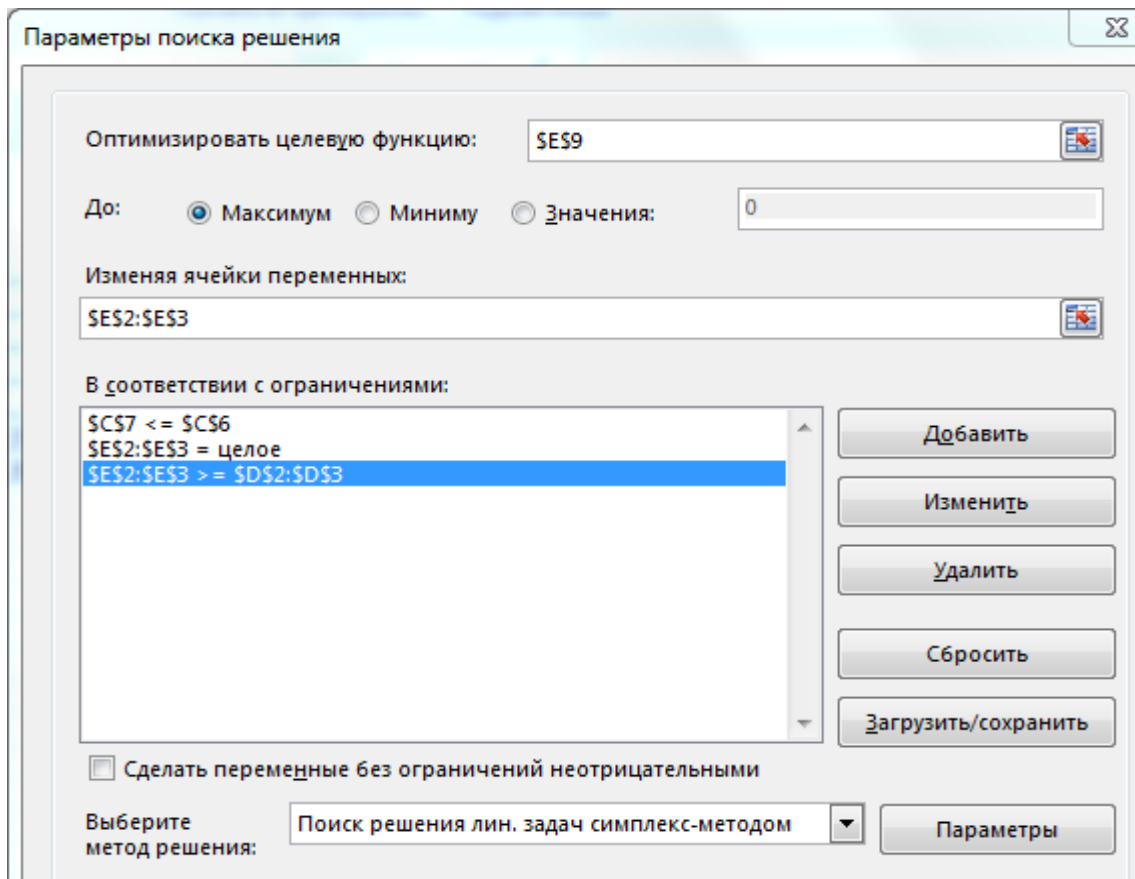 Параметры поиска решения
Оптимизировать целевую функцию: $E$9
До: Максимум Миниму Значения: 0
Изменяя ячейки переменных:
$E$2:$E$3
В соответствии с ограничениями:
$C$7 <= $C$6
$E$2:$E$3 = целое
$E$2:$E$3 >= $D$2:$D$3
Добавить
Изменить
Удалить
Сбросить
Загрузить/сохранить
Сделать переменные без ограничений неотрицательными
Выберите
метод решения:
Поиск решения лин. задач симплекс-методом
Параметры